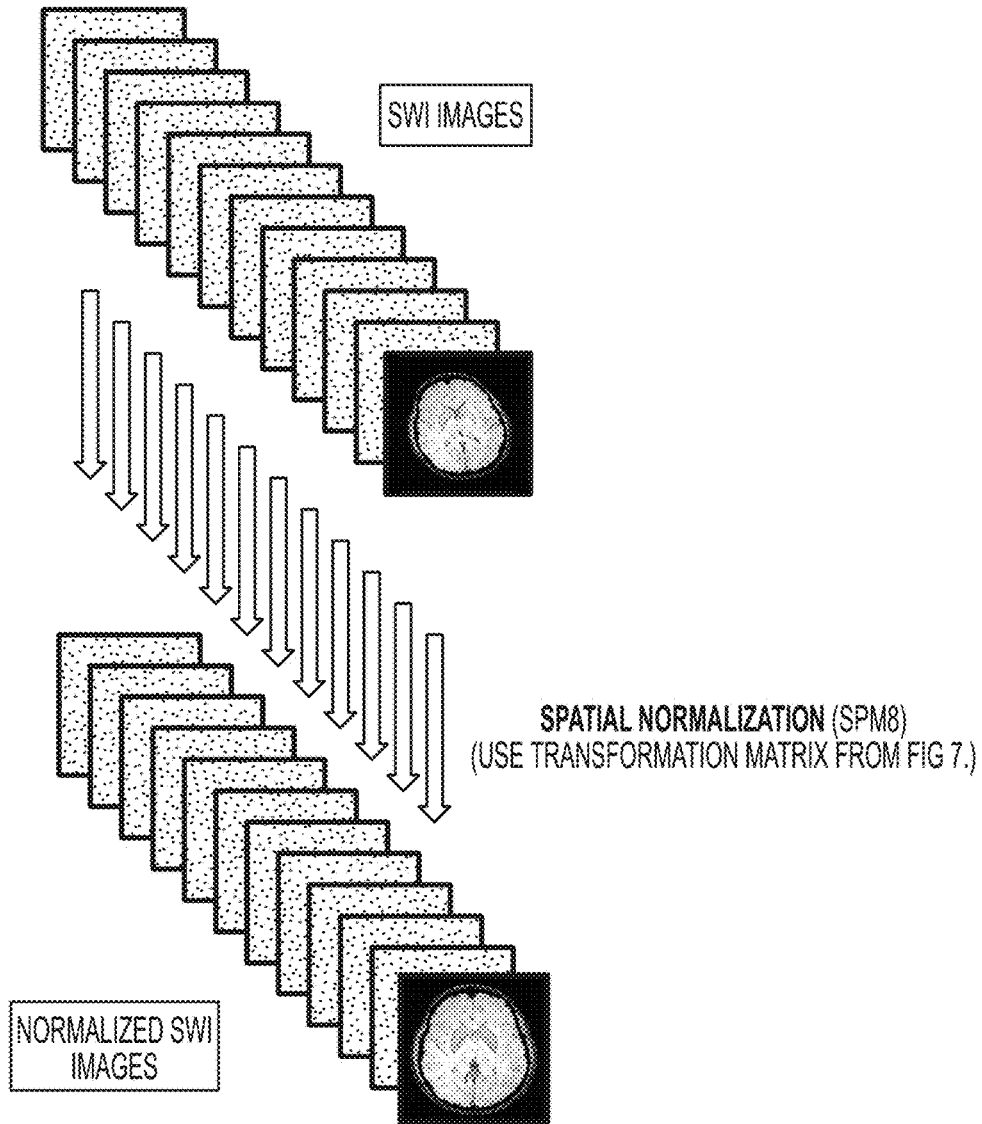 SWI IMAGES
SPATIAL NORMALIZATION (SPM8)
(USE TRANSFORMATION MATRIX FROM FIG 7.)
NORMALIZED SWI
IMAGES